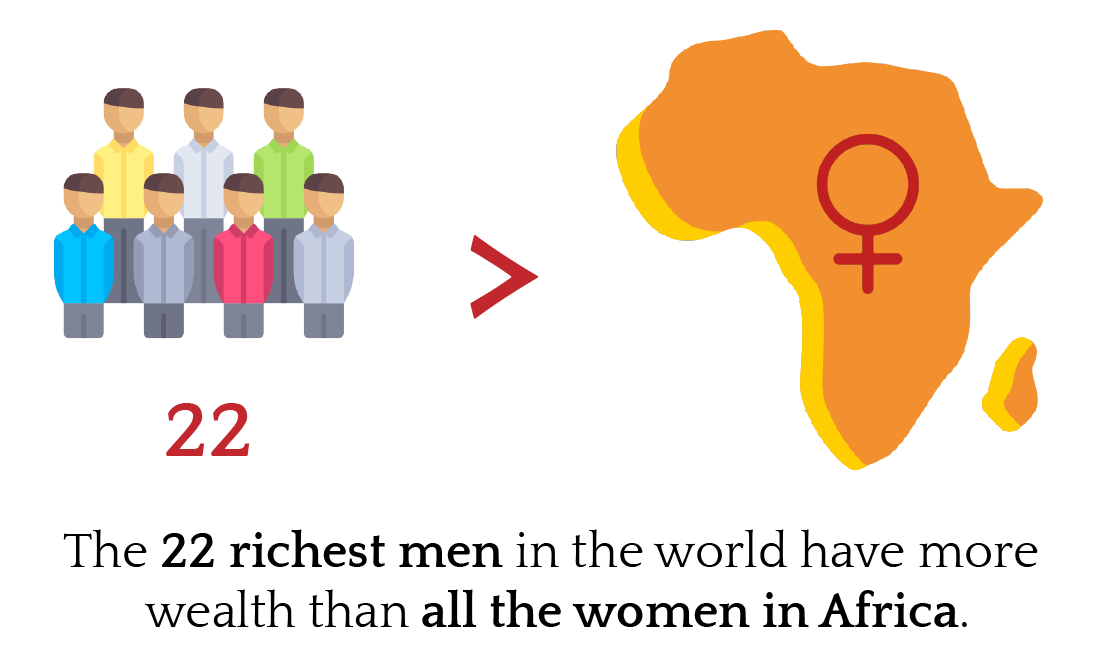 >
22
The 22 richest men in the world have more
wealth than all the women in Africa.